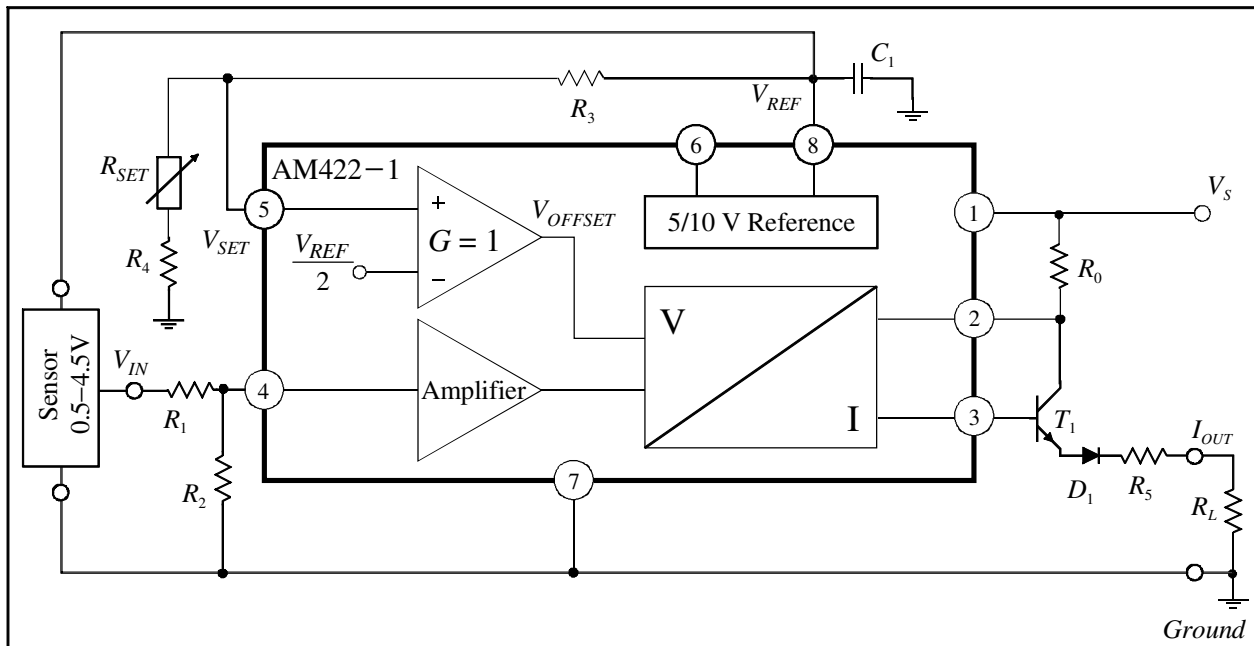 C1
VREF
R3
RSET
AM422−1
6
8
5
VSET
+
−
G = 1
VOFFSET
VREF
2
5/10 V Reference
1
VS
R0
R4
Sensor
0.5−4.5V
VIN
R1
4
Amplifier
V
I
2
3
T1
IOUT
D1
R5
RL
R2
7
Ground